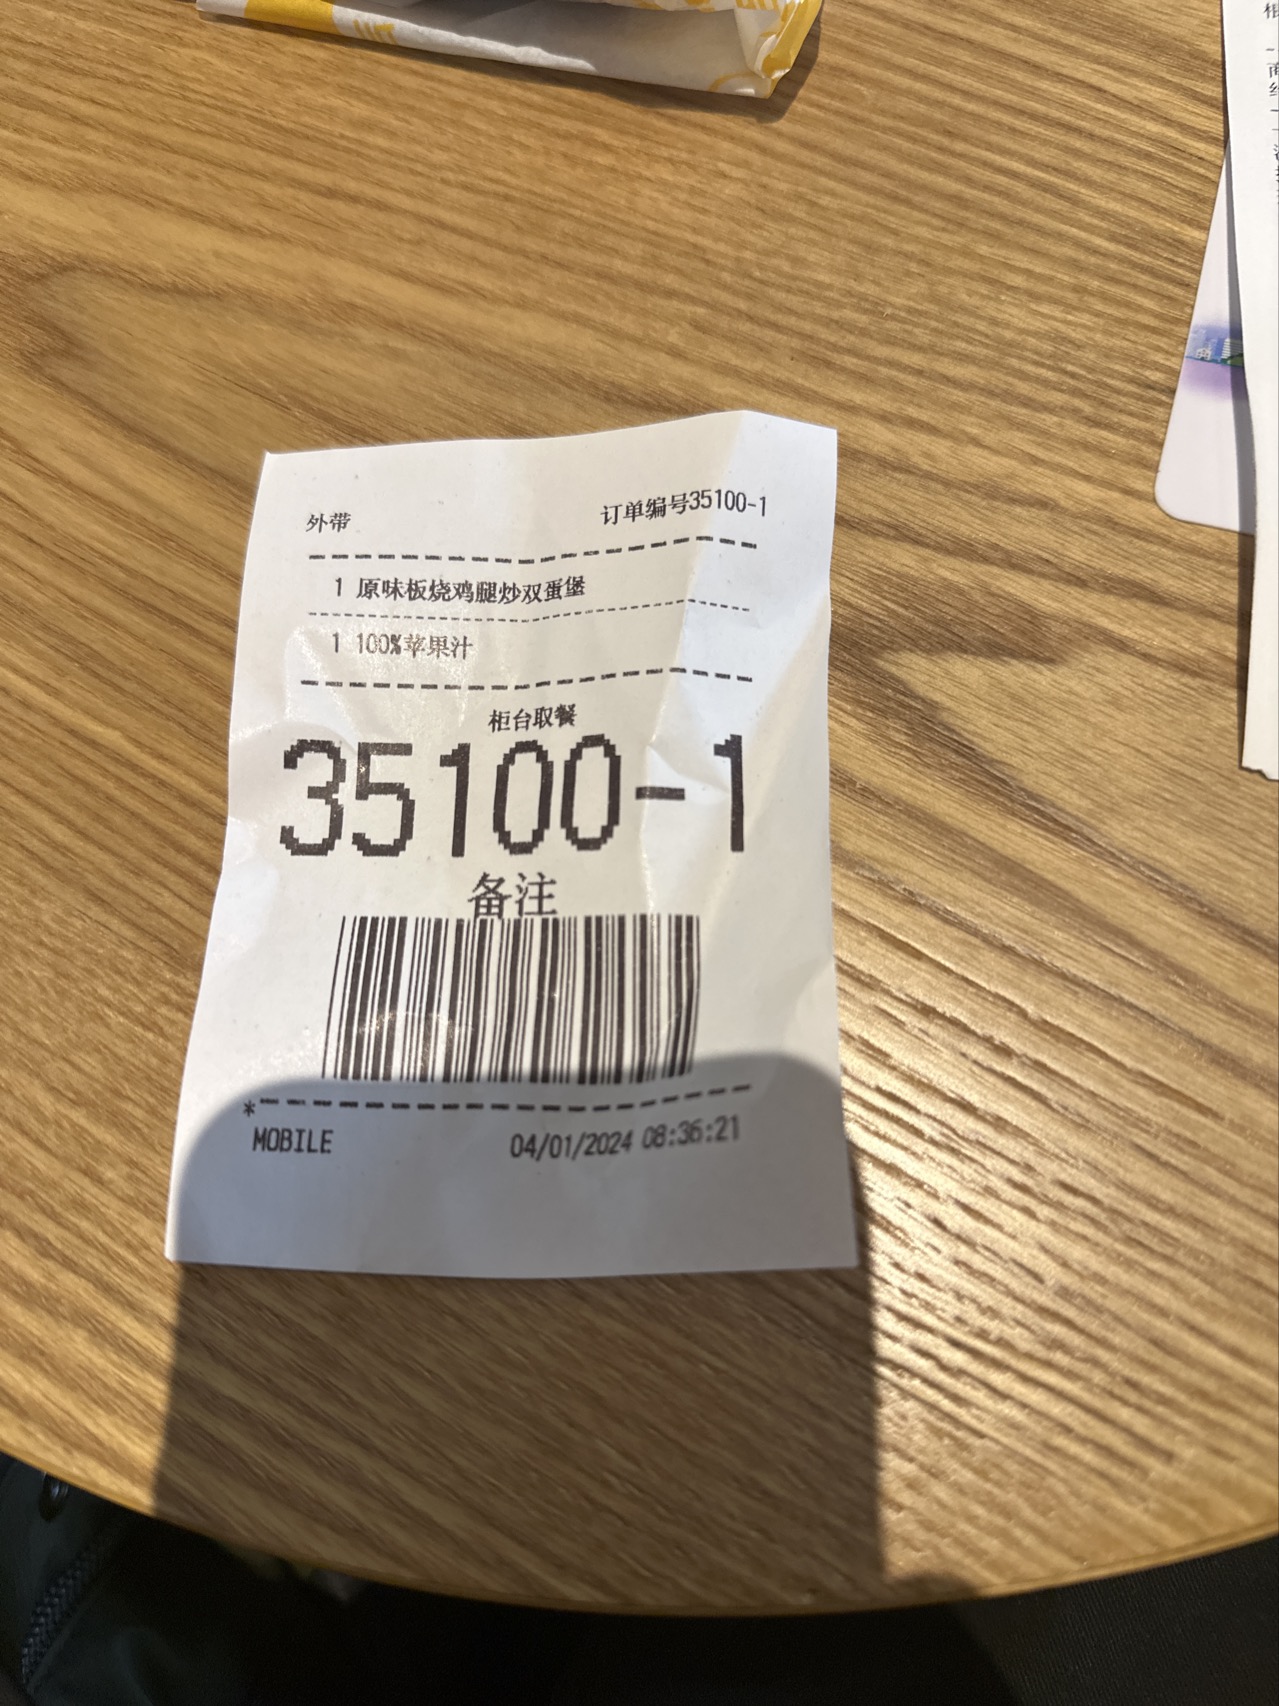 外带 订单编号35100-1
1 原味板烧鸡腿炒双蛋堡
1 100%苹果汁
柜台取餐
35100-1
备注
*
MOBILE 04/01/2024 08:36:21